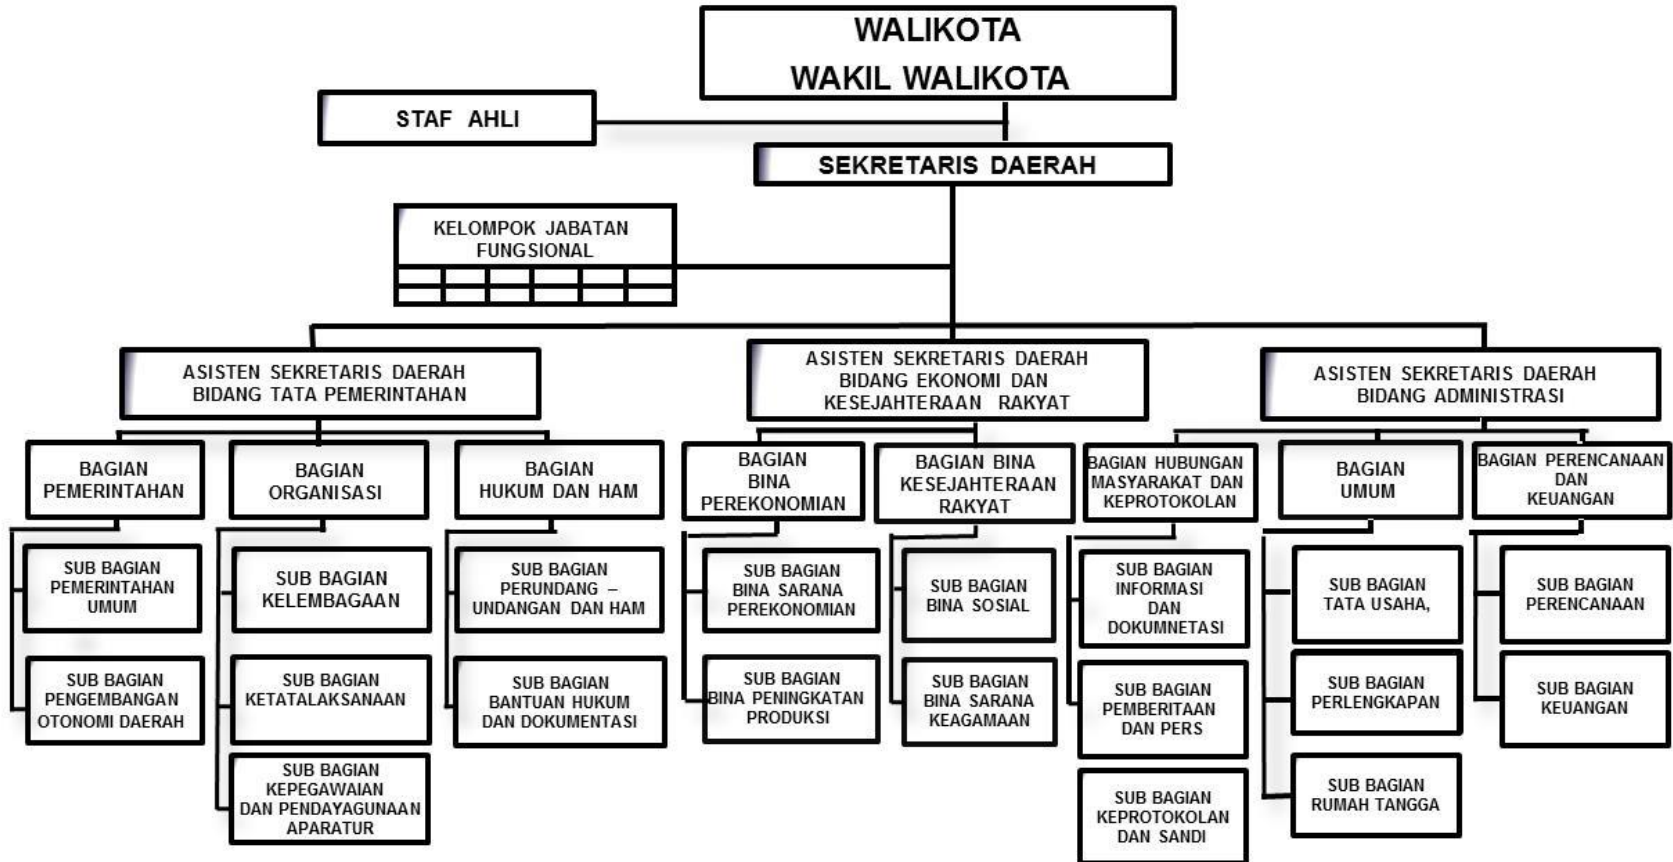 WALIKOTA
WAKIL WALIKOTA
STAF AHLI
SEKRETARIS DAERAH
KELOMPOK JABATAN
FUNGSIONAL
ASISTEN SEKRETARIS DAERAH
BIDANG TATA PEMERINTAHAN
ASISTEN SEKRETARIS DAERAH
BIDANG EKONOMI DAN
KESEJAHTERAAN RAKYAT
ASISTEN SEKRETARIS DAERAH
BIDANG ADMINISTRASI
BAGIAN
PEMERINTAHAN
BAGIAN
ORGANISASI
BAGIAN
HUKUM DAN HAM
BAGIAN
BINA
PEREKONOMIAN
BAGIAN BINA
KESEJAHTERAAN
RAKYAT
BAGIAN HUBUNGAN
MASYARAKAT DAN
KEPROTOKOLAN
BAGIAN
UMUM
BAGIAN PERENCANAAN
DAN
KEUANGAN
SUB BAGIAN
PEMERINTAHAN
UMUM
SUB BAGIAN
KELEMBAGAAN
SUB BAGIAN
PERUNDANG –
UNDANGAN DAN HAM
SUB BAGIAN
BINA SARANA
PEREKONOMIAN
SUB BAGIAN
BINA SOSIAL
SUB BAGIAN
INFORMASI
DAN
DOKUMNETASI
SUB BAGIAN
TATA USAHA,
SUB BAGIAN
PERENCANAAN
SUB BAGIAN
PENGEMBANGAN
OTONOMI DAERAH
SUB BAGIAN
KETATALAKSANAAN
SUB BAGIAN
BANTUAN HUKUM
DAN DOKUMENTASI
SUB BAGIAN
BINA PENINGKATAN
PRODUKSI
SUB BAGIAN
BINA SARANA
KEAGAMAAN
SUB BAGIAN
PEMBERITAAN
DAN PERS
SUB BAGIAN
PERLENGKAPAN
SUB BAGIAN
KEUANGAN
SUB BAGIAN
KEPEGAWAIAN
DAN PENDAYAGUNAAN
APARATUR
SUB BAGIAN
KEPROTOKOLAN
DAN SANDI
SUB BAGIAN
RUMAH TANGGA